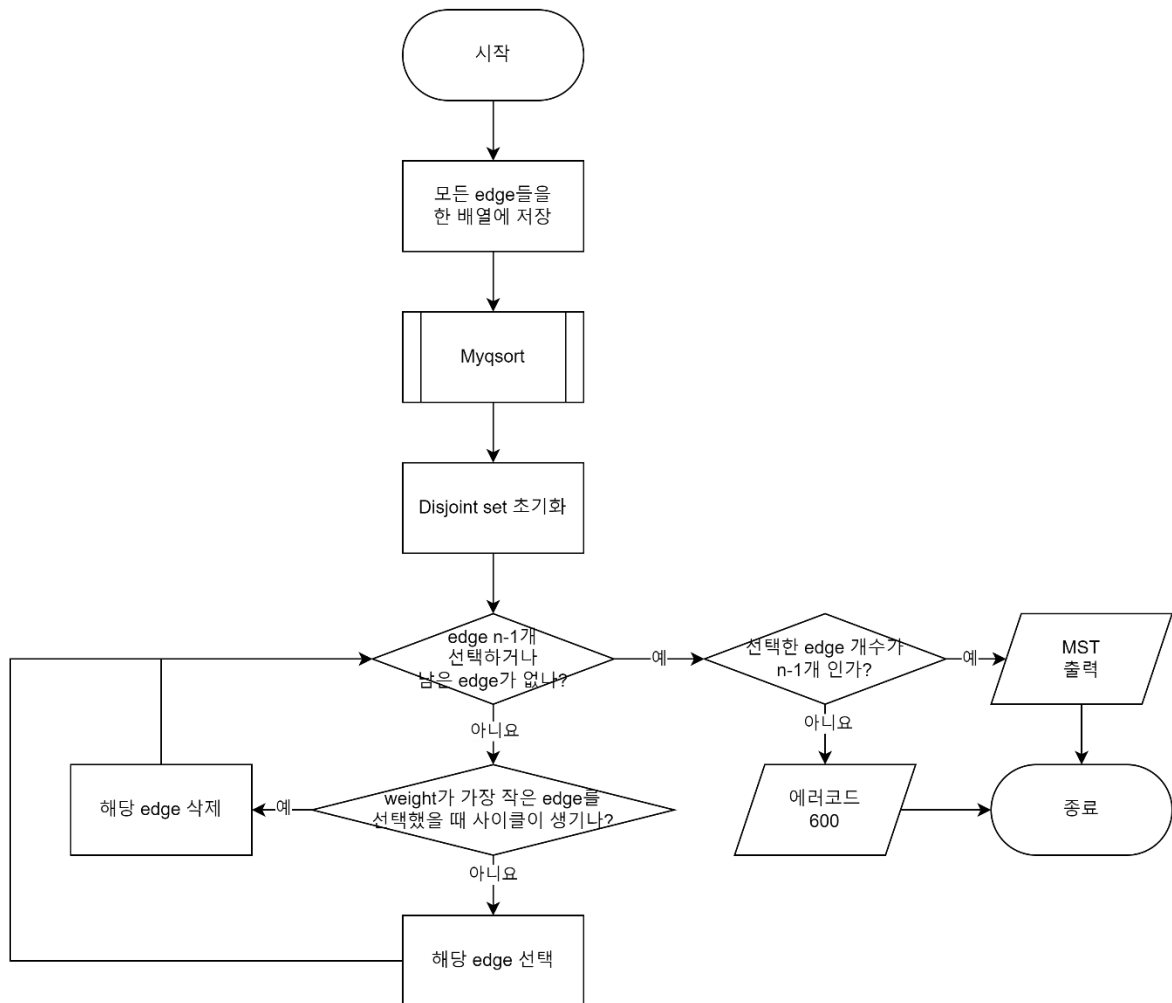 시작
모든 edge들을
한 배열에 저장
Myqsort
Disjoint set 초기화
edge n-1개
선택하거나
남은 edge가 없나?
예
선택한 edge 개수가
n-1개 인가?
예
MST
출력
아니요
아니요
해당 edge 삭제
예
weight가 가장 작은 edge를
선택했을 때 사이클이 생기나?
에러코드
600
종료
아니요
해당 edge 선택